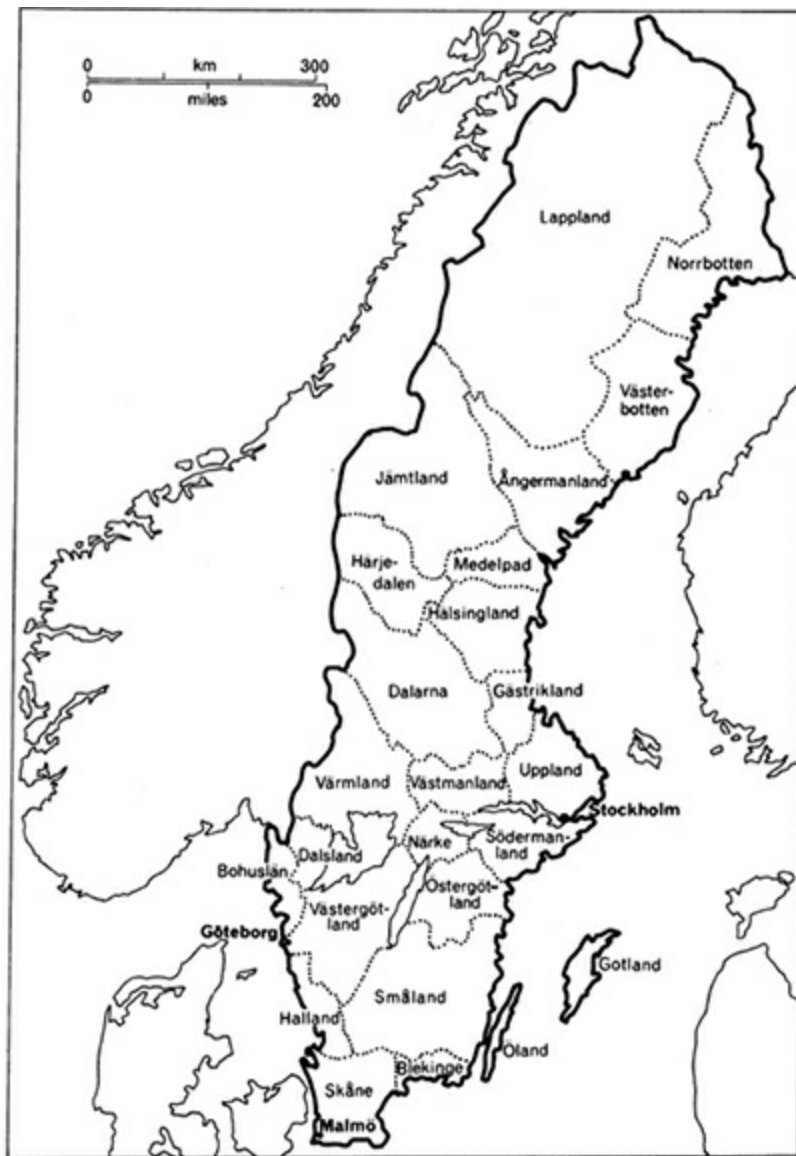 0 km 300
0 miles 200
Lappland
Norrbotten
Väster-
botten
Jämtland
Ångermanland
Härje-
dalen
Medelpad
Hälsingland
Dalarna
Gästrikland
Värmland
Västmanland
Uppland
Stockholm
Närke
Söderman-
land
Dalsland
Bohuslän
Östergöt-
land
Västergöt-
land
Göteborg
Gotland
Småland
Halland
Öland
Blekinge
Skåne
Malmö